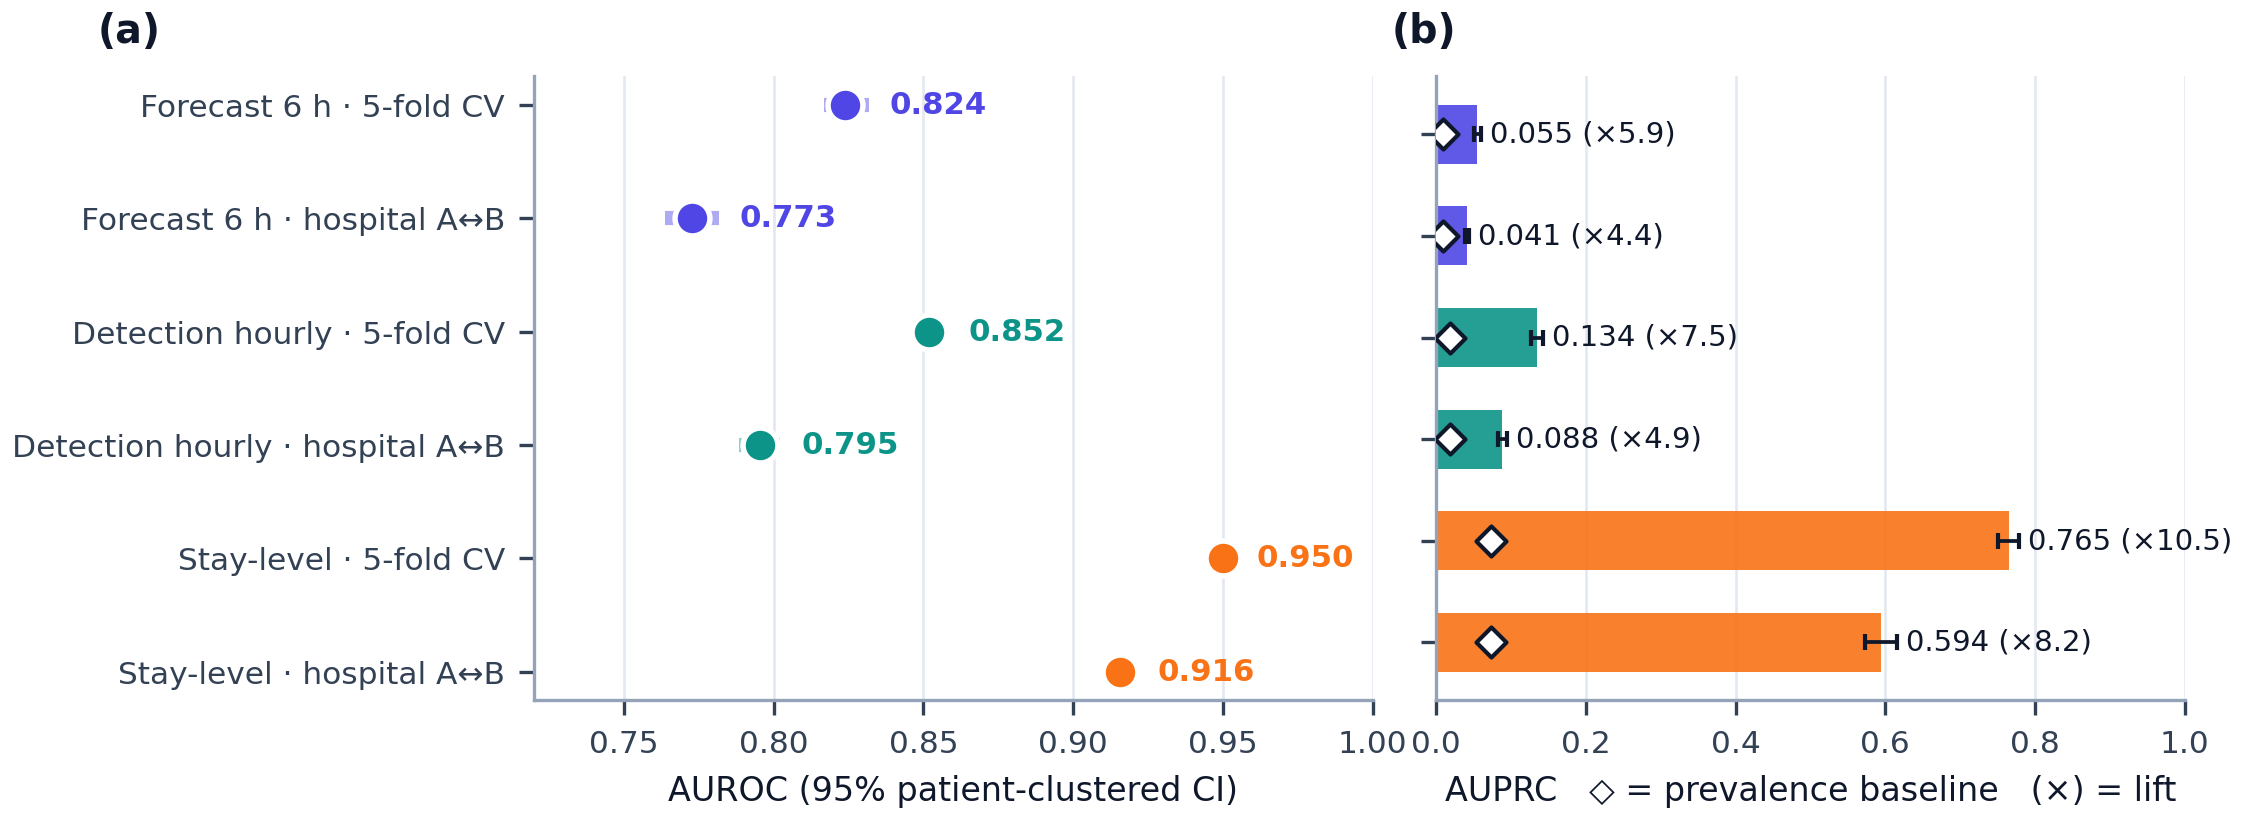 (a)
Forecast 6 h · 5-fold CV
Forecast 6 h · hospital A↔B
Detection hourly · 5-fold CV
Detection hourly · hospital A↔B
Stay-level · 5-fold CV
Stay-level · hospital A↔B
0.824
0.773
0.852
0.795
0.950
0.916
0.75 0.80 0.85 0.90 0.95 1.00
AUROC (95% patient-clustered CI)
(b)
0.055 (×5.9)
0.041 (×4.4)
0.134 (×7.5)
0.088 (×4.9)
0.765 (×10.5)
0.594 (×8.2)
0.0 0.2 0.4 0.6 0.8 1.0
AUPRC ◇ = prevalence baseline (×) = lift